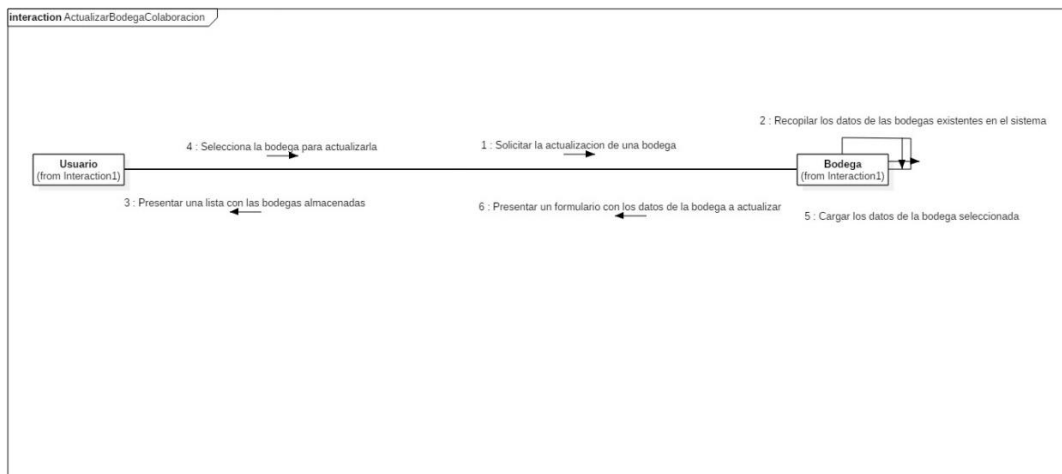 interaction ActualizarBodegaColaboracion
2 : Recopilar los datos de las bodegas existentes en el sistema
4 : Selecciona la bodega para actualizarla
1 : Solicitar la actualizacion de una bodega
Usuario
(from Interaction1)
Bodega
(from Interaction1)
3 : Presentar una lista con las bodegas almacenadas
6 : Presentar un formulario con los datos de la bodega a actualizar
5 : Cargar los datos de la bodega seleccionada